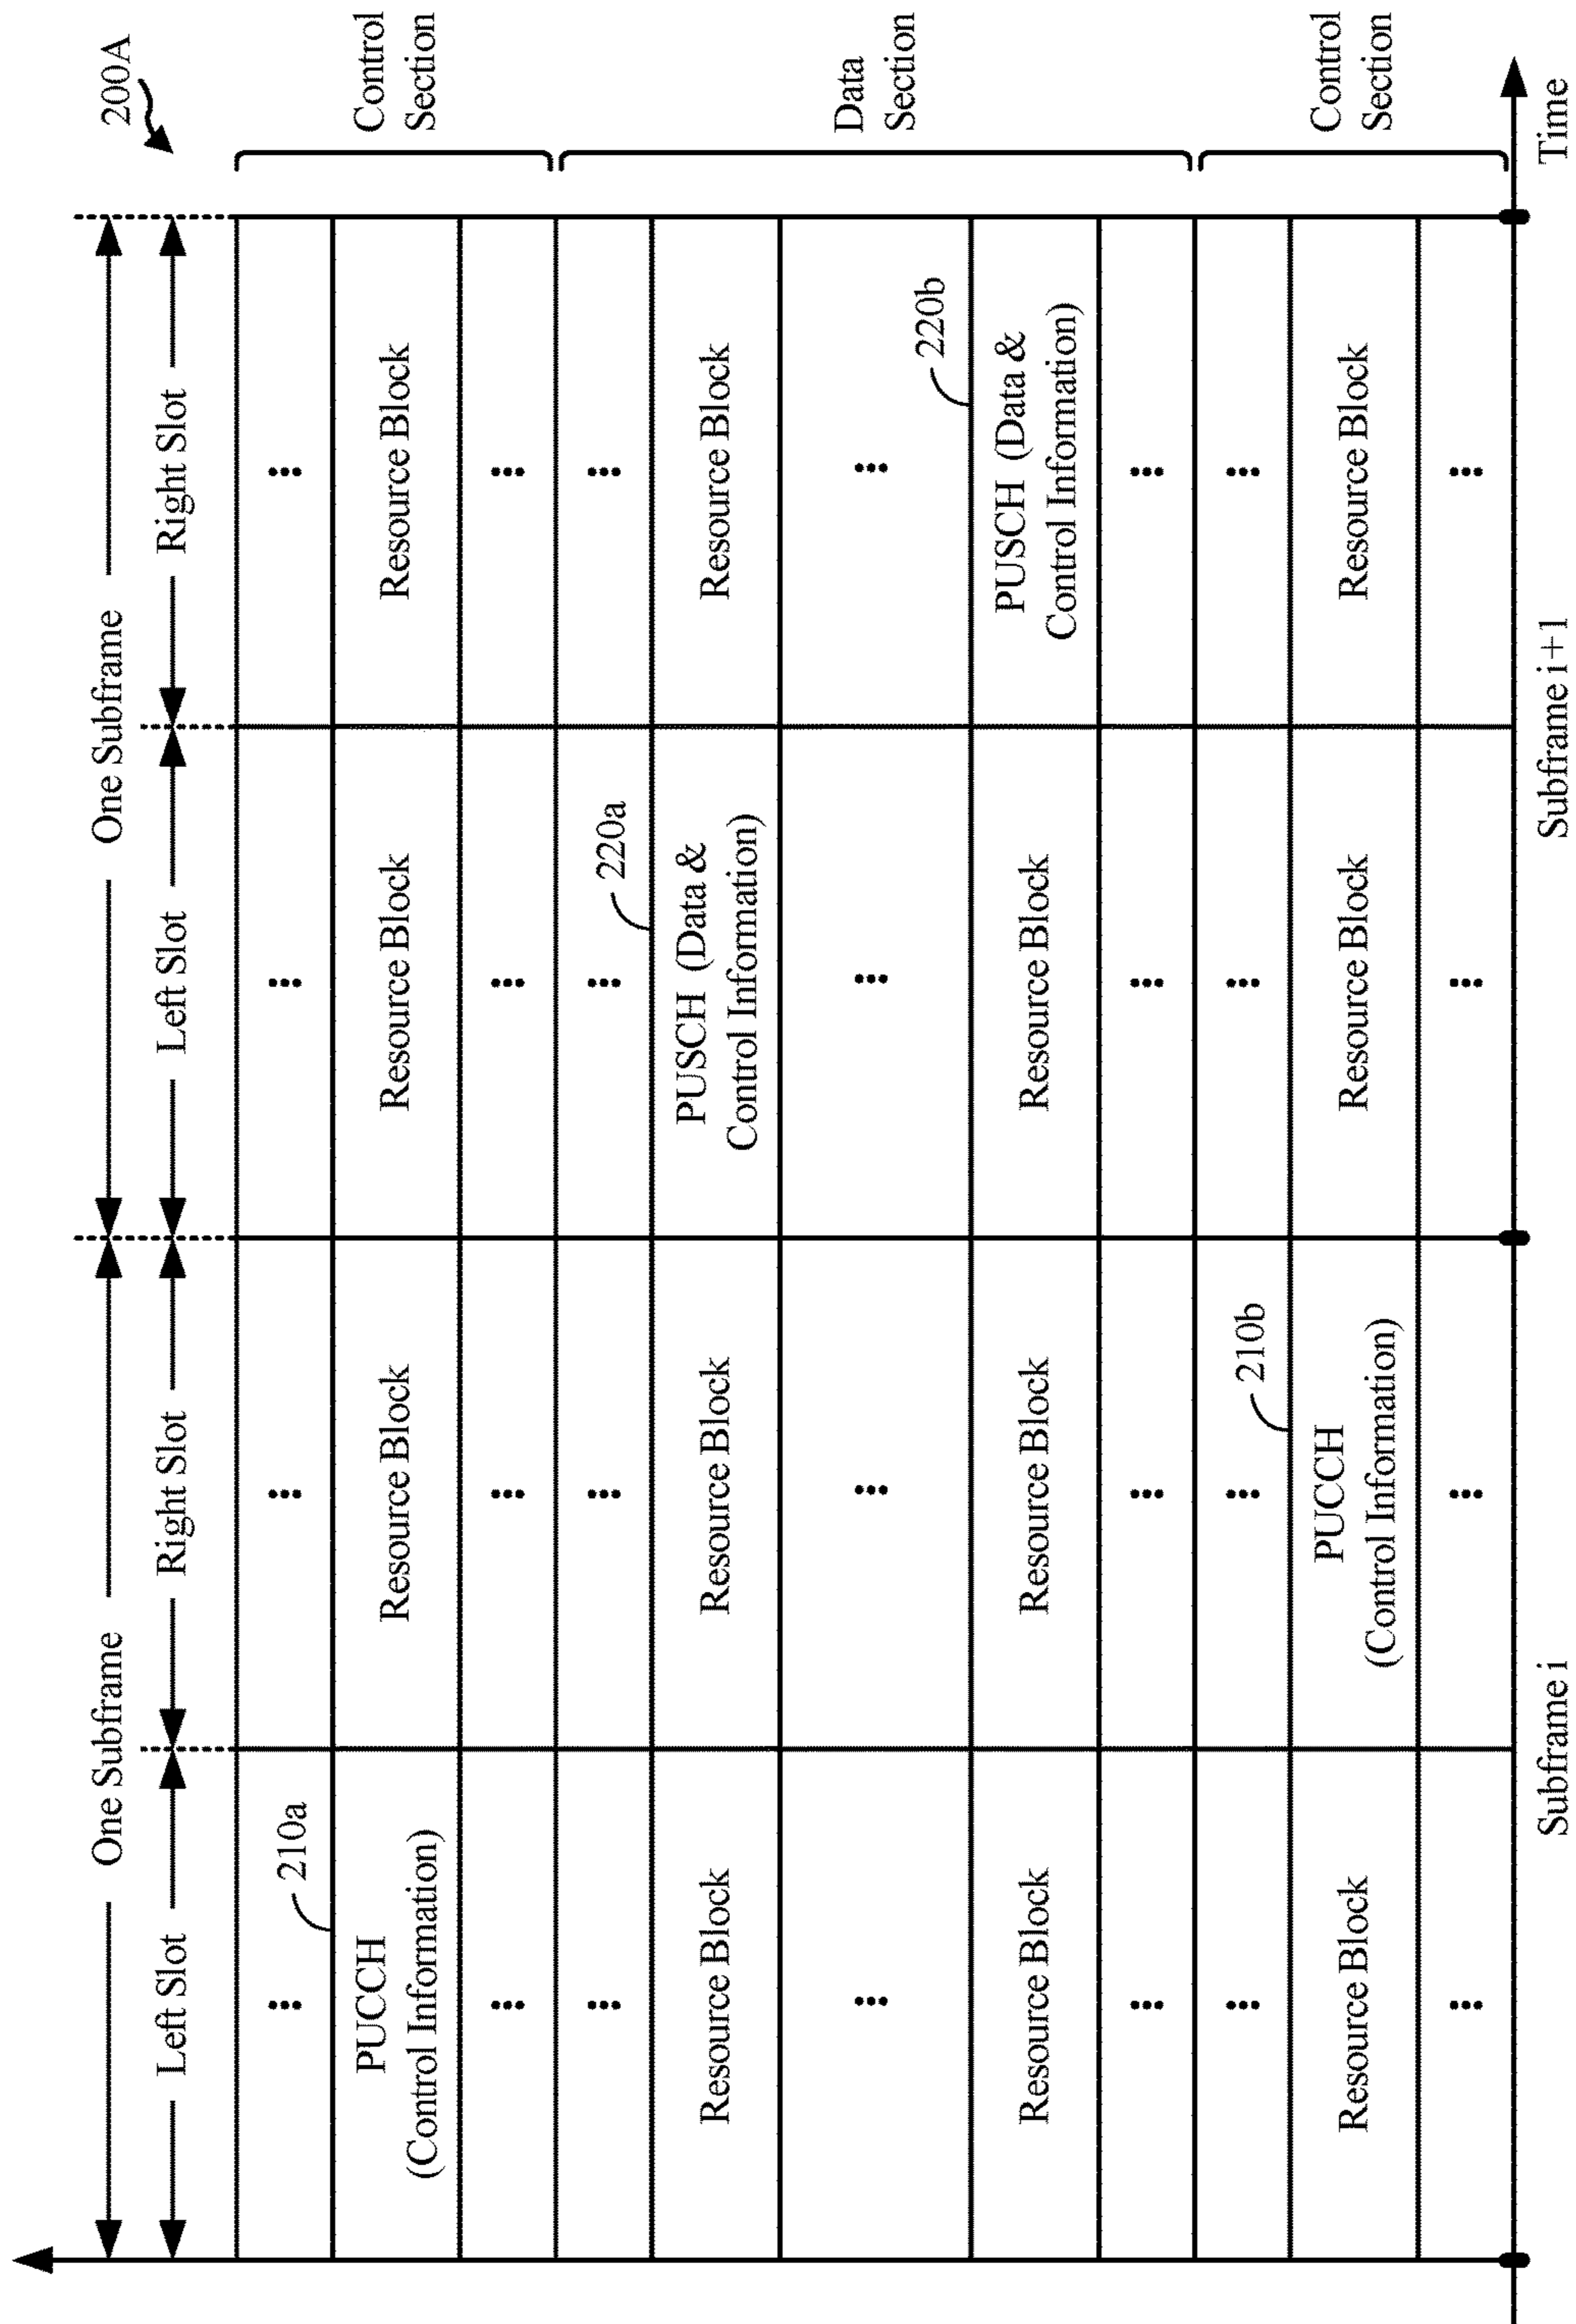 200A
One Subframe
One Subframe
Left Slot
Right Slot
Left Slot
Right Slot
...
...
...
...
210a
PUCCH
(Control Information)
Resource Block
Resource Block
Resource Block
Control
Section
...
...
...
...
...
...
...
...
220a
Resource Block
Resource Block
PUSCH (Data &
Control Information)
Resource Block
...
...
...
...
220b
Data
Section
Resource Block
Resource Block
Resource Block
PUSCH (Data &
Control Information)
...
...
...
...
...
...
...
...
210b
Resource Block
PUCCH
(Control Information)
Resource Block
Resource Block
Control
Section
...
...
...
...
Subframe i
Subframe i+1
Time